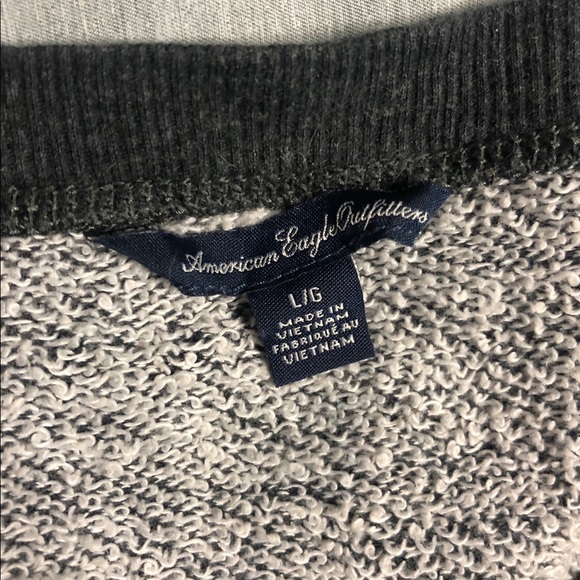 American Eagle Outfitters
L/G
MADE IN
VIETNAM
FABRIQUÉ AU
VIETNAM